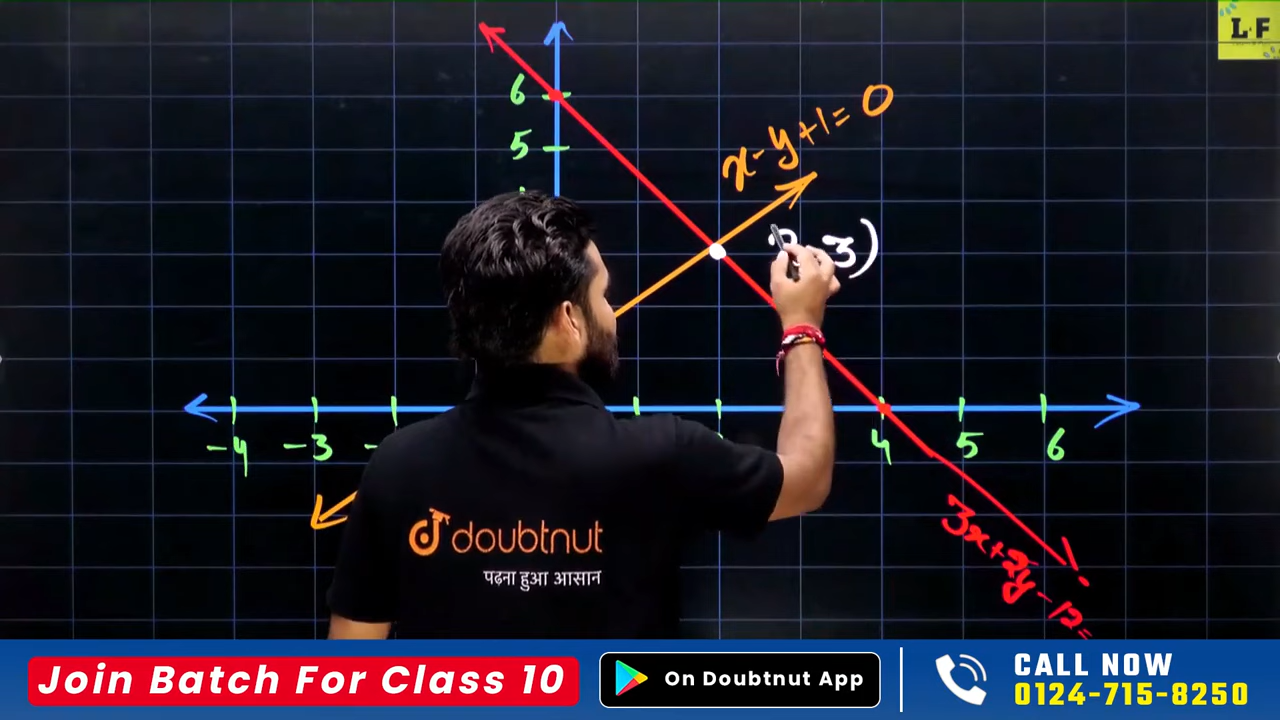 L F
6
5
x-y+1=0
3)
-4 -3 4 5 6
3x+2y-12=
doubtnut
पढ़ना हुआ आसान
Join Batch For Class 10
On Doubtnut App
CALL NOW
0124-715-8250